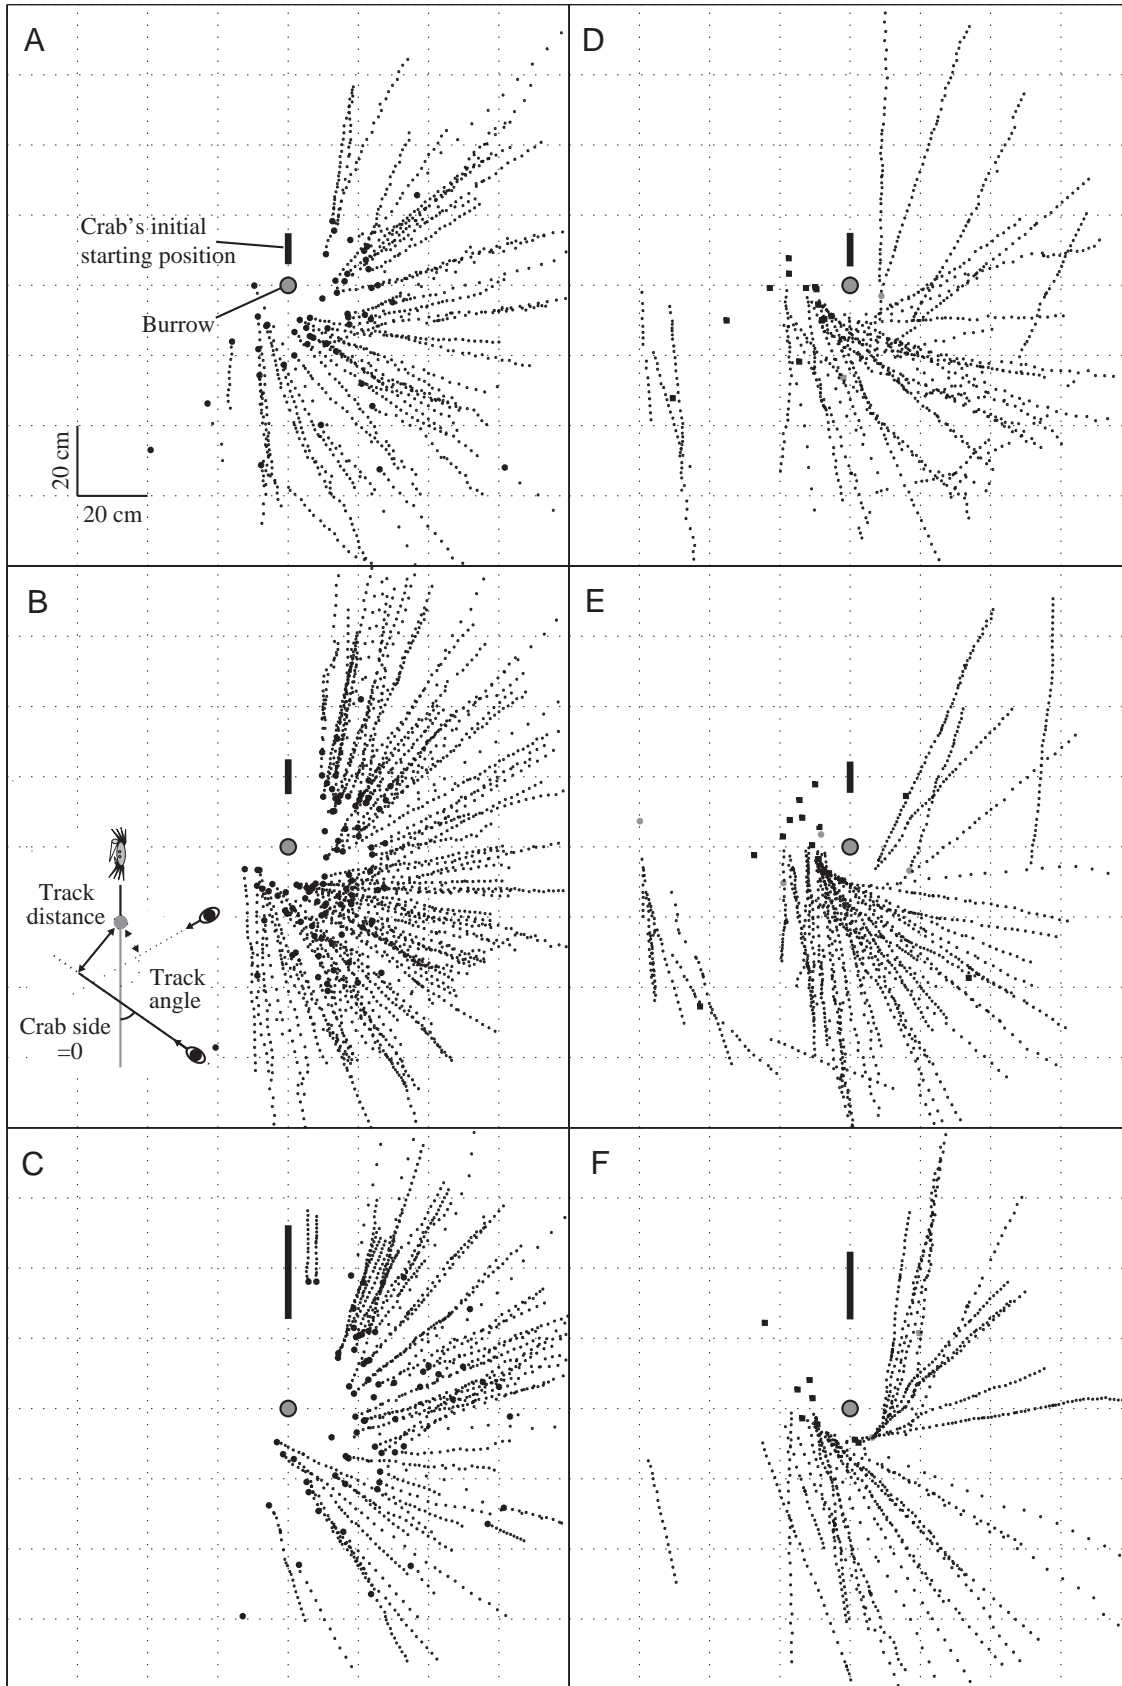 A
Crab's initial
starting position
Burrow
20 cm
20 cm
D
B
Track
distance
Track
angle
Crab side
=0
E
C
F